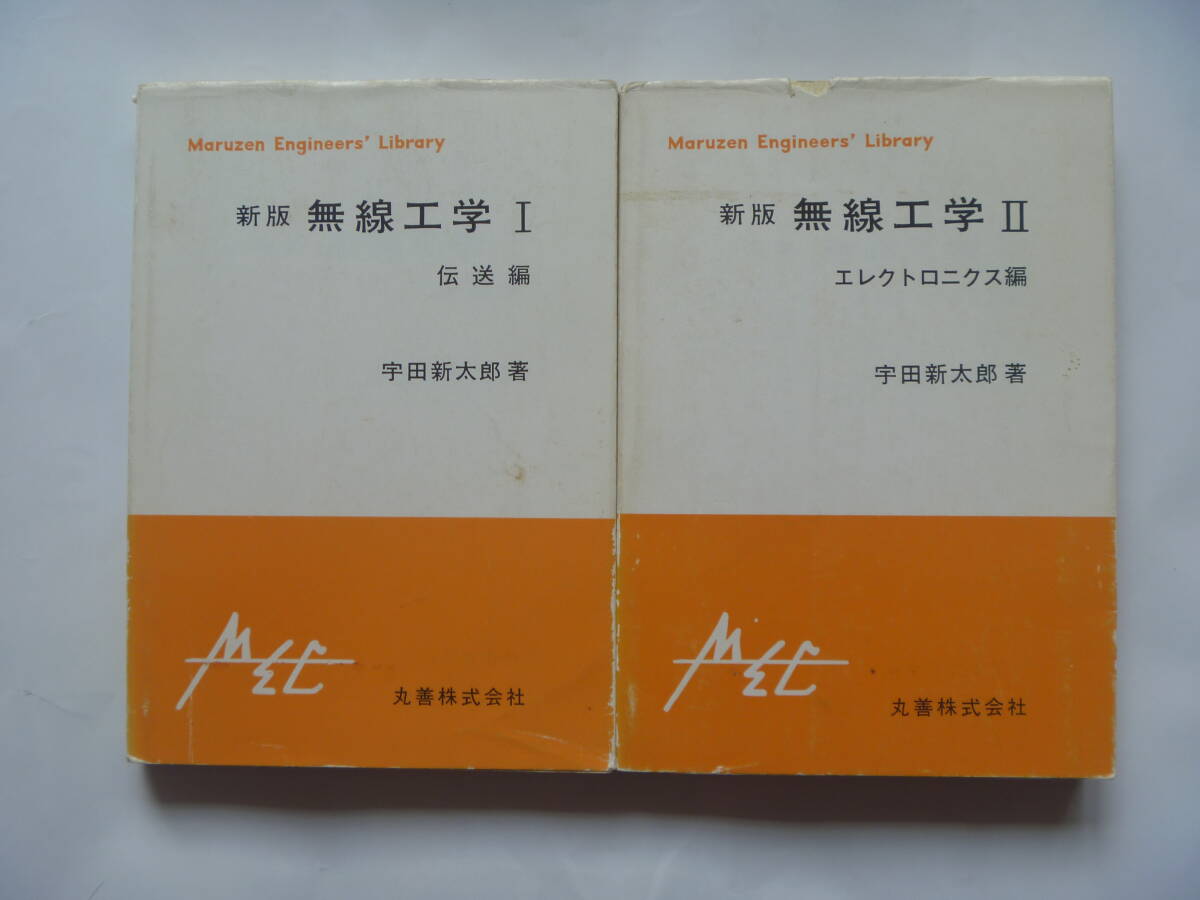 Maruzen Engineers' Library
新版 無線工学 I
伝送編
宇田新太郎 著
MEL
丸善株式会社
Maruzen Engineers' Library
新版 無線工学 II
エレクトロニクス編
宇田新太郎 著
MEL
丸善株式会社